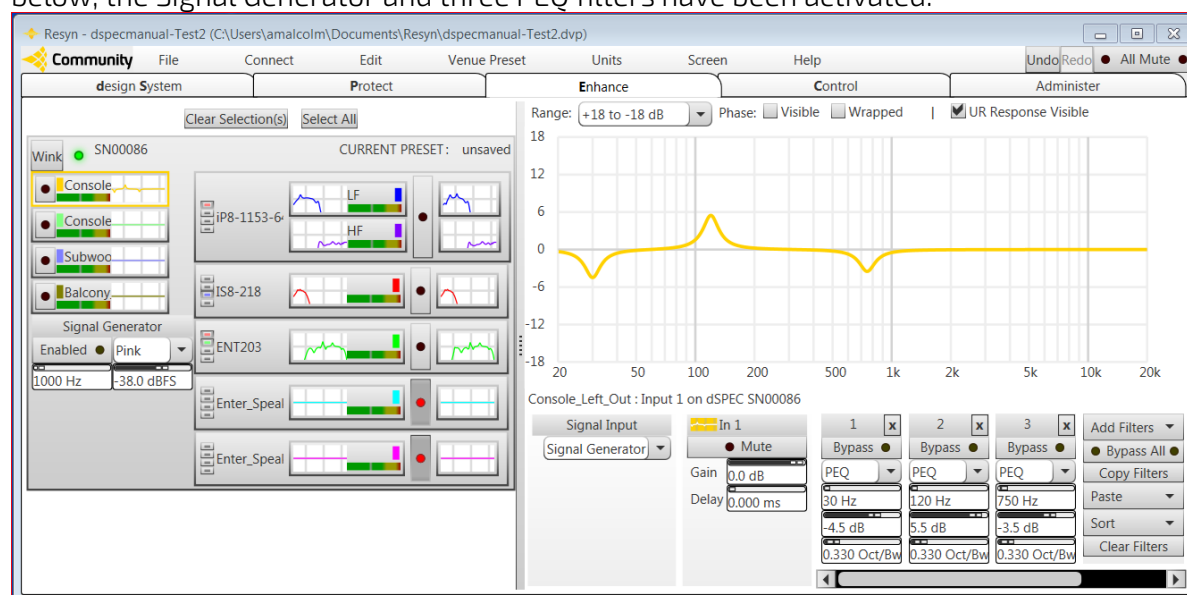 below, the Signal Generator and three PEQ filters have been activated.
Resyn - dspecmanual-Test2 (C:\Users\amalcolm\Documents\Resyn\dspecmanual-Test2.dvp)
Community File Connect Edit Venue Preset Units Screen Help Undo Redo All Mute
design System Protect Enhance Control Administer
Clear Selection(s) Select All
Wink SN00086 CURRENT PRESET: unsaved
Console
Console
Subwoo
Balcony
Signal Generator
Enabled Pink
1000 Hz -38.0 dBFS
iP8-1153-6
LF
HF
IS8-218
ENT203
Enter_Speal
Enter_Speal
Range: +18 to -18 dB Phase: Visible Wrapped | UR Response Visible
18
12
6
0
-6
-12
-18
20 50 100 200 500 1k 2k 5k 10k 20k
Console_Left_Out : Input 1 on dSPEC SN00086
Signal Input
Signal Generator
In 1
Mute
Gain 0.0 dB
Delay 0.000 ms
1 x 2 x 3 x
Bypass Bypass Bypass
PEQ PEQ PEQ
30 Hz 120 Hz 750 Hz
-4.5 dB 5.5 dB -3.5 dB
0.330 Oct/Bw 0.330 Oct/Bw 0.330 Oct/Bw
Add Filters
Bypass All
Copy Filters
Paste
Sort
Clear Filters